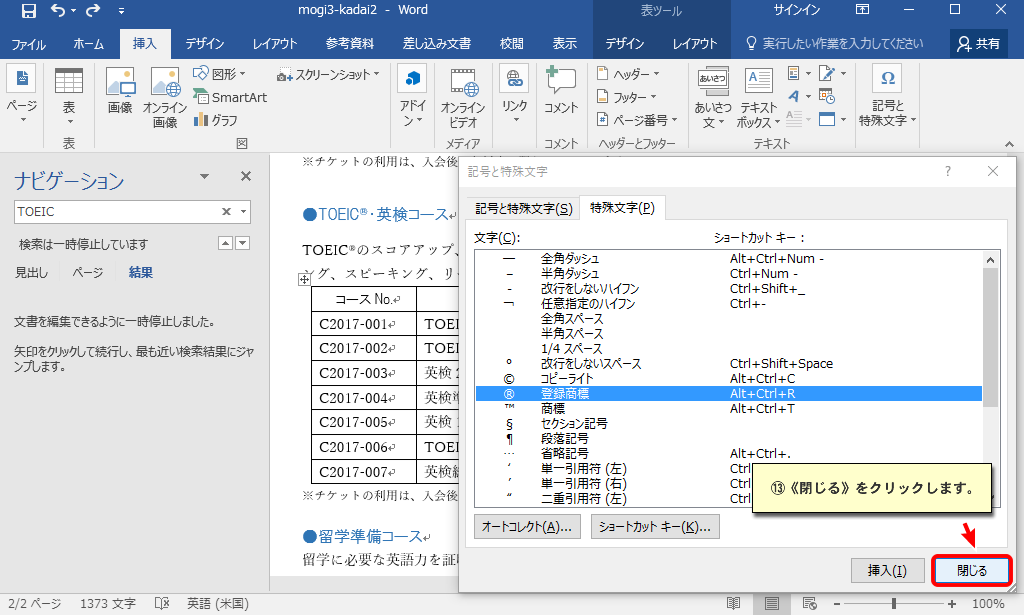 mogi3-kadai2 - Word
表ツール
サインイン
ファイル ホーム 挿入 デザイン レイアウト 参考資料 差し込み文書 校閲 表示 デザイン レイアウト 実行したい作業を入力してください 共有
ページ
表
画像
オンライン
画像
図形
SmartArt
グラフ
スクリーンショット
アドイ
ン
オンライン
ビデオ
リンク
コメント
ヘッダー
フッター
ページ番号
あいさつ
あいさつ
文
テキスト
ボックス
記号と
特殊文字
表 図 メディア コメント ヘッダーとフッター テキスト
ナビゲーション
TOEIC
検索は一時停止しています
見出し ページ 結果
文書を編集できるように一時停止しました。
矢印をクリックして続行し、最も近い検索結果にジャ
ンプします。
※チケットの利用は、入会後
●TOEIC®・英検コース
TOEIC®のスコアアップ、
ング、スピーキング、リー
コース No.
C2017-001 TOEI
C2017-002 TOEI
C2017-003 英検
C2017-004 英検準
C2017-005 英検
C2017-006 TOEI
C2017-007 英検
※チケットの利用は、入会後
●留学準備コース
留学に必要な英語力を証
記号と特殊文字
記号と特殊文字(S) 特殊文字(P)
文字(C): ショートカット キー：
— 全角ダッシュ Alt+Ctrl+Num -
– 半角ダッシュ Ctrl+Num -
- 改行をしないハイフン Ctrl+Shift+_
¬ 任意指定のハイフン Ctrl+-
全角スペース
半角スペース
1/4 スペース
° 改行をしないスペース Ctrl+Shift+Space
© コピーライト Alt+Ctrl+C
® 登録商標 Alt+Ctrl+R
™ 商標 Alt+Ctrl+T
§ セクション記号
¶ 段落記号
… 省略記号 Alt+Ctrl+.
‘ 単一引用符 (左) Ctrl
’ 単一引用符 (右) Ctrl
“ 二重引用符 (左) Ctrl
⑬《閉じる》をクリックします。
オートコレクト(A)... ショートカット キー(K)...
挿入(I) 閉じる
2/2 ページ 1373 文字 英語 (米国) 100%